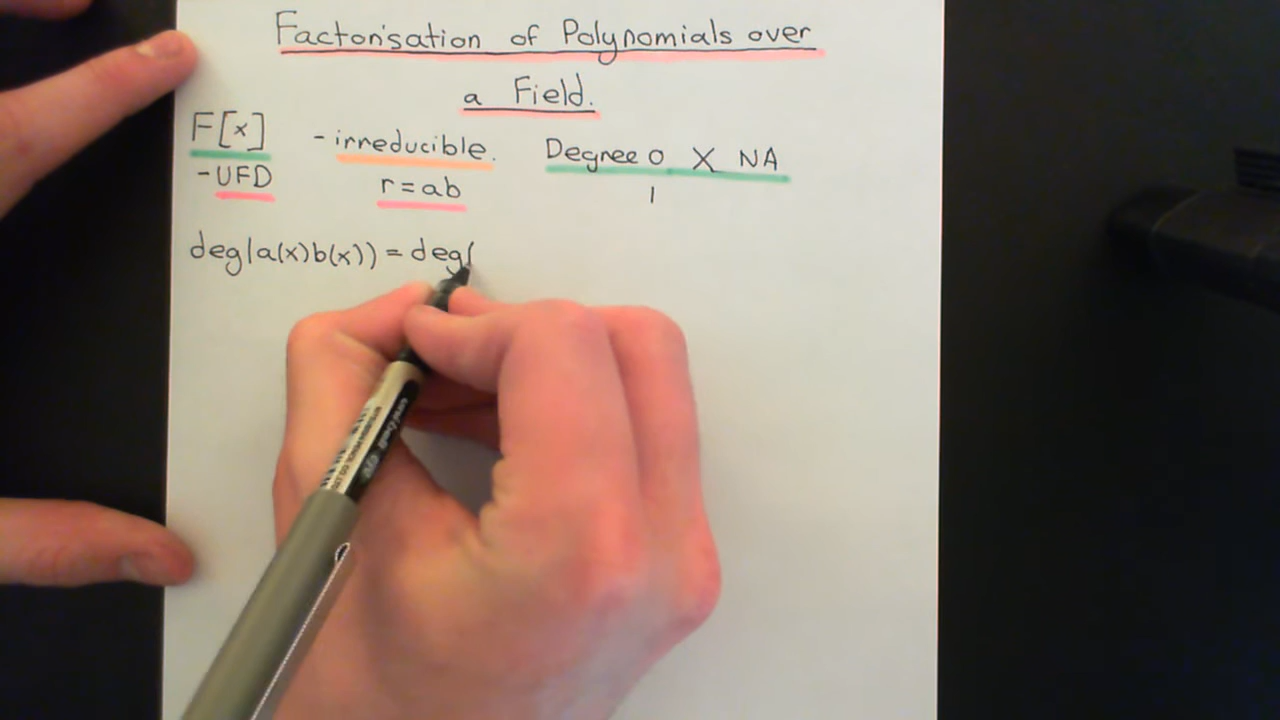 Factorisation of Polynomials over
a Field.
F[x] - irreducible. Degree 0 X NA
- UFD r = ab 1
deg(a(x)b(x)) = deg(